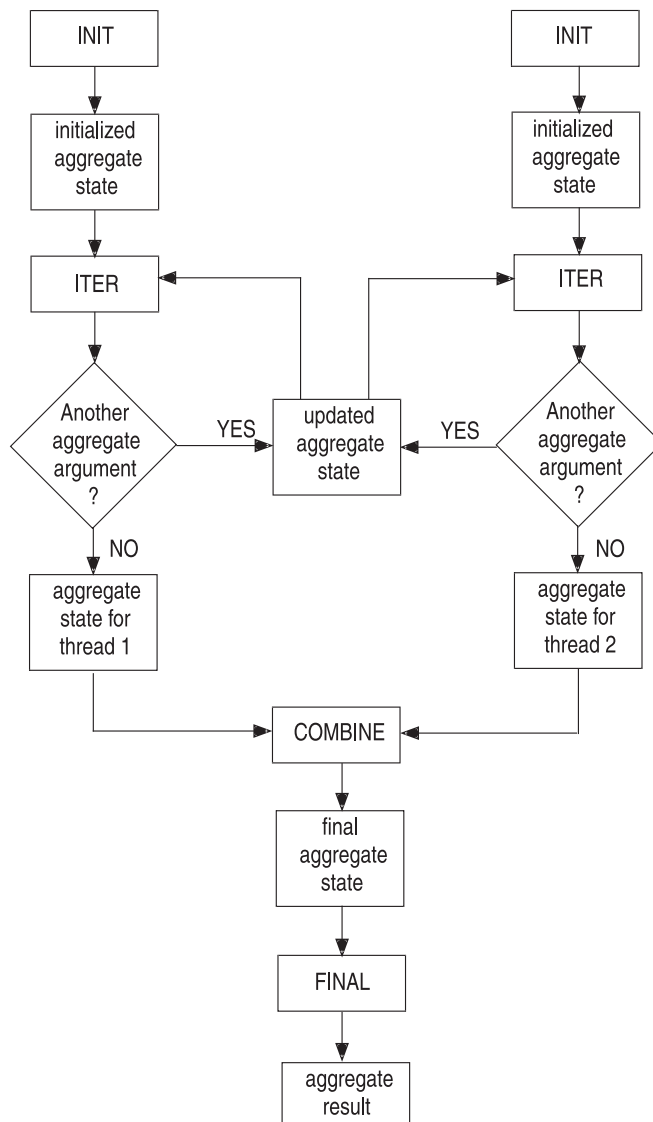 INIT
INIT
initialized
aggregate
state
initialized
aggregate
state
ITER
ITER
Another
aggregate
argument
?
YES
updated
aggregate
state
YES
Another
aggregate
argument
?
NO
NO
aggregate
state for
thread 1
aggregate
state for
thread 2
COMBINE
final
aggregate
state
FINAL
aggregate
result